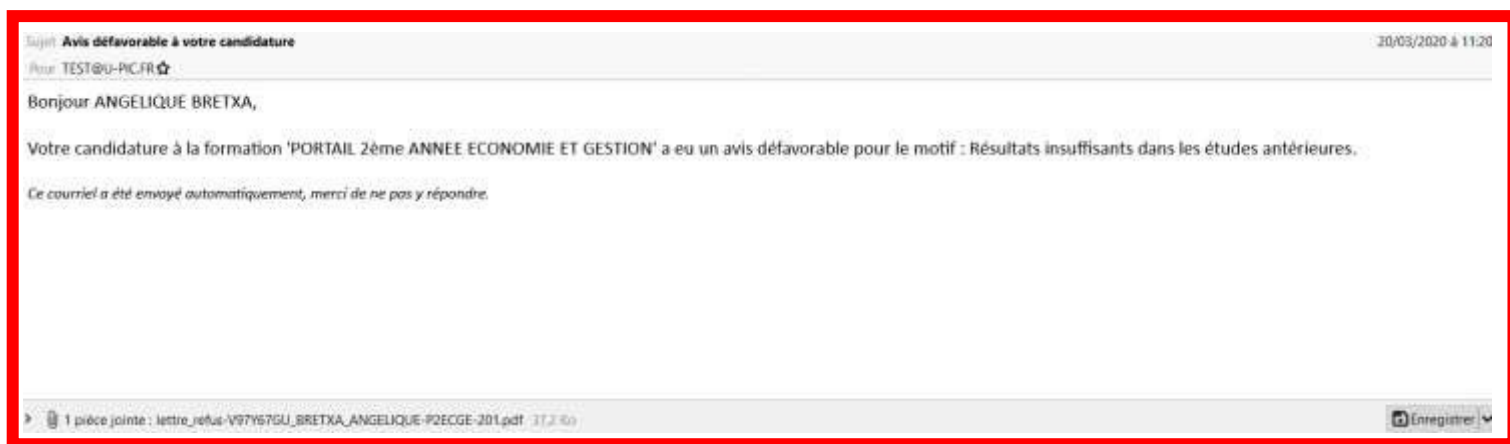 Sujet Avis défavorable à votre candidature 20/03/2020 à 11:20
Pour TEST@U-PIC.FR
Bonjour ANGELIQUE BRETXA,
Votre candidature à la formation 'PORTAIL 2ème ANNEE ECONOMIE ET GESTION' a eu un avis défavorable pour le motif : Résultats insuffisants dans les études antérieures.
Ce courriel a été envoyé automatiquement, merci de ne pas y répondre.
1 pièce jointe : lettre_refus-V97Y67GU_BRETXA_ANGELIQUE-P2ECGE-201.pdf 37,2 Ko Enregistrer